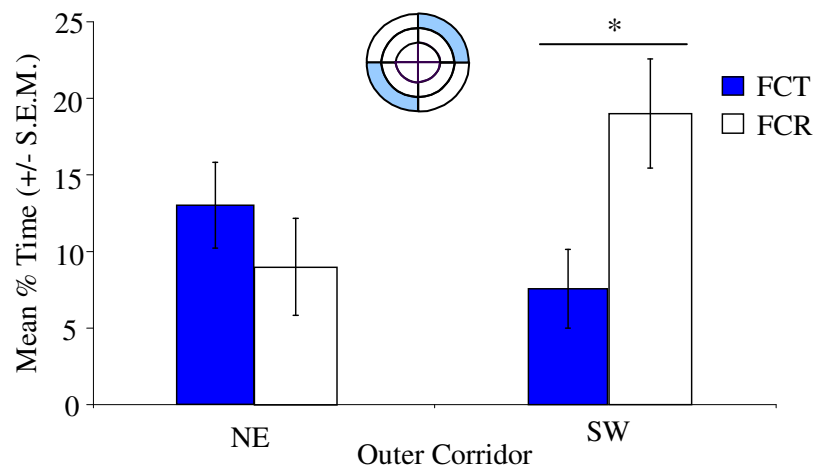 Mean % Time (+/- S.E.M.)
25
20
15
10
5
0
*
FCT
FCR
NE
SW
Outer Corridor